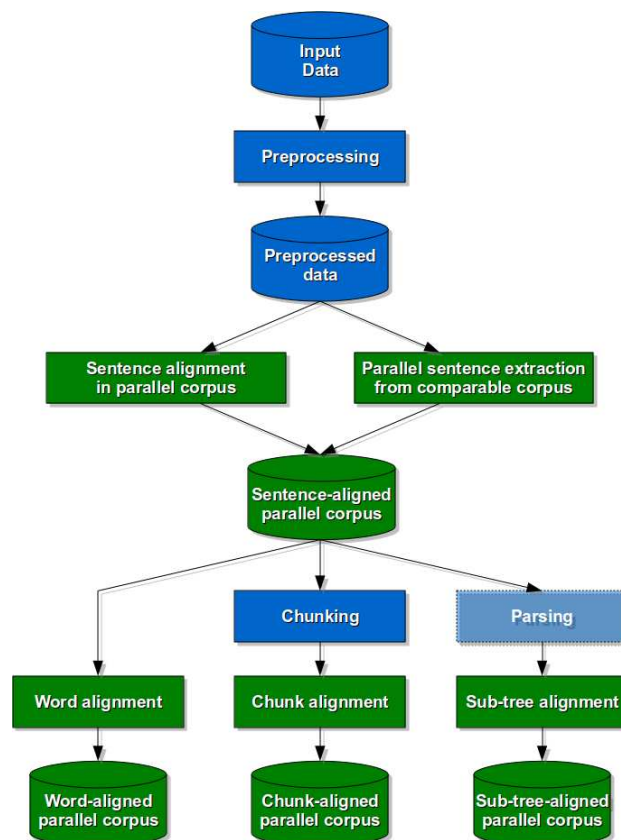 Input
Data
Preprocessing
Preprocessed
data
Sentence alignment
in parallel corpus
Parallel sentence extraction
from comparable corpus
Sentence-aligned
parallel corpus
Chunking
Parsing
Word alignment
Chunk alignment
Sub-tree alignment
Word-aligned
parallel corpus
Chunk-aligned
parallel corpus
Sub-tree-aligned
parallel corpus